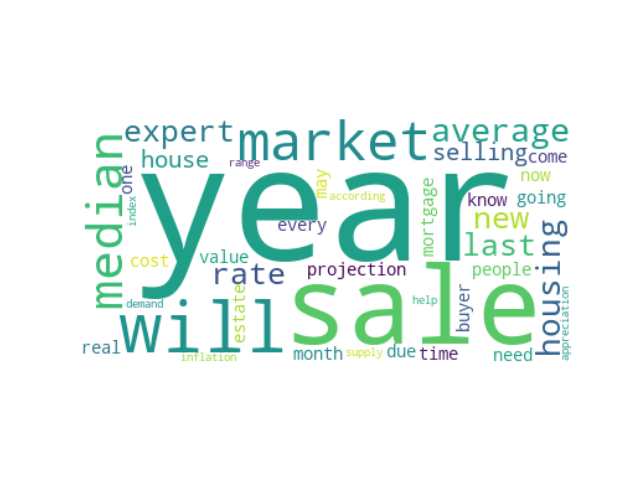 expert
market
average
median
one
house
range
selling
come
year
may
according
now
going
index
every
mortgage
know
new
last
housing
cost
value
rate
projection
people
demand
will
estate
sale
help
buyer
appreciation
real
inflation
month
supply
due
time
need